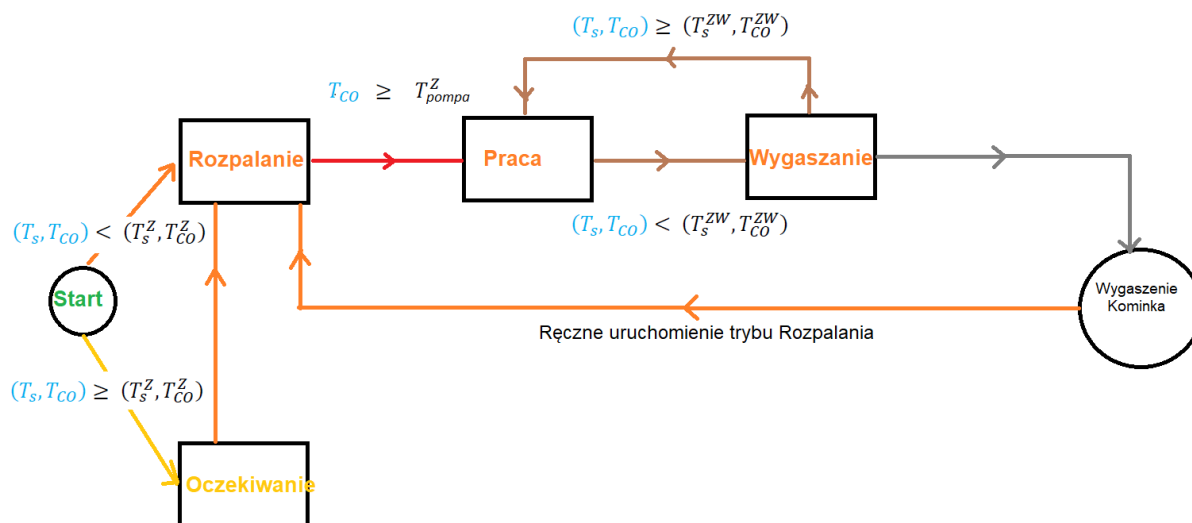 (T_s, T_CO) ≥ (T_s^ZW, T_CO^ZW)
T_CO ≥ T_pompa^Z
Rozpalanie
Praca
Wygaszanie
(T_s, T_CO) < (T_s^Z, T_CO^Z)
(T_s, T_CO) < (T_s^ZW, T_CO^ZW)
Start
Wygaszenie
Kominka
Ręczne uruchomienie trybu Rozpalania
(T_s, T_CO) ≥ (T_s^Z, T_CO^Z)
Oczekiwanie